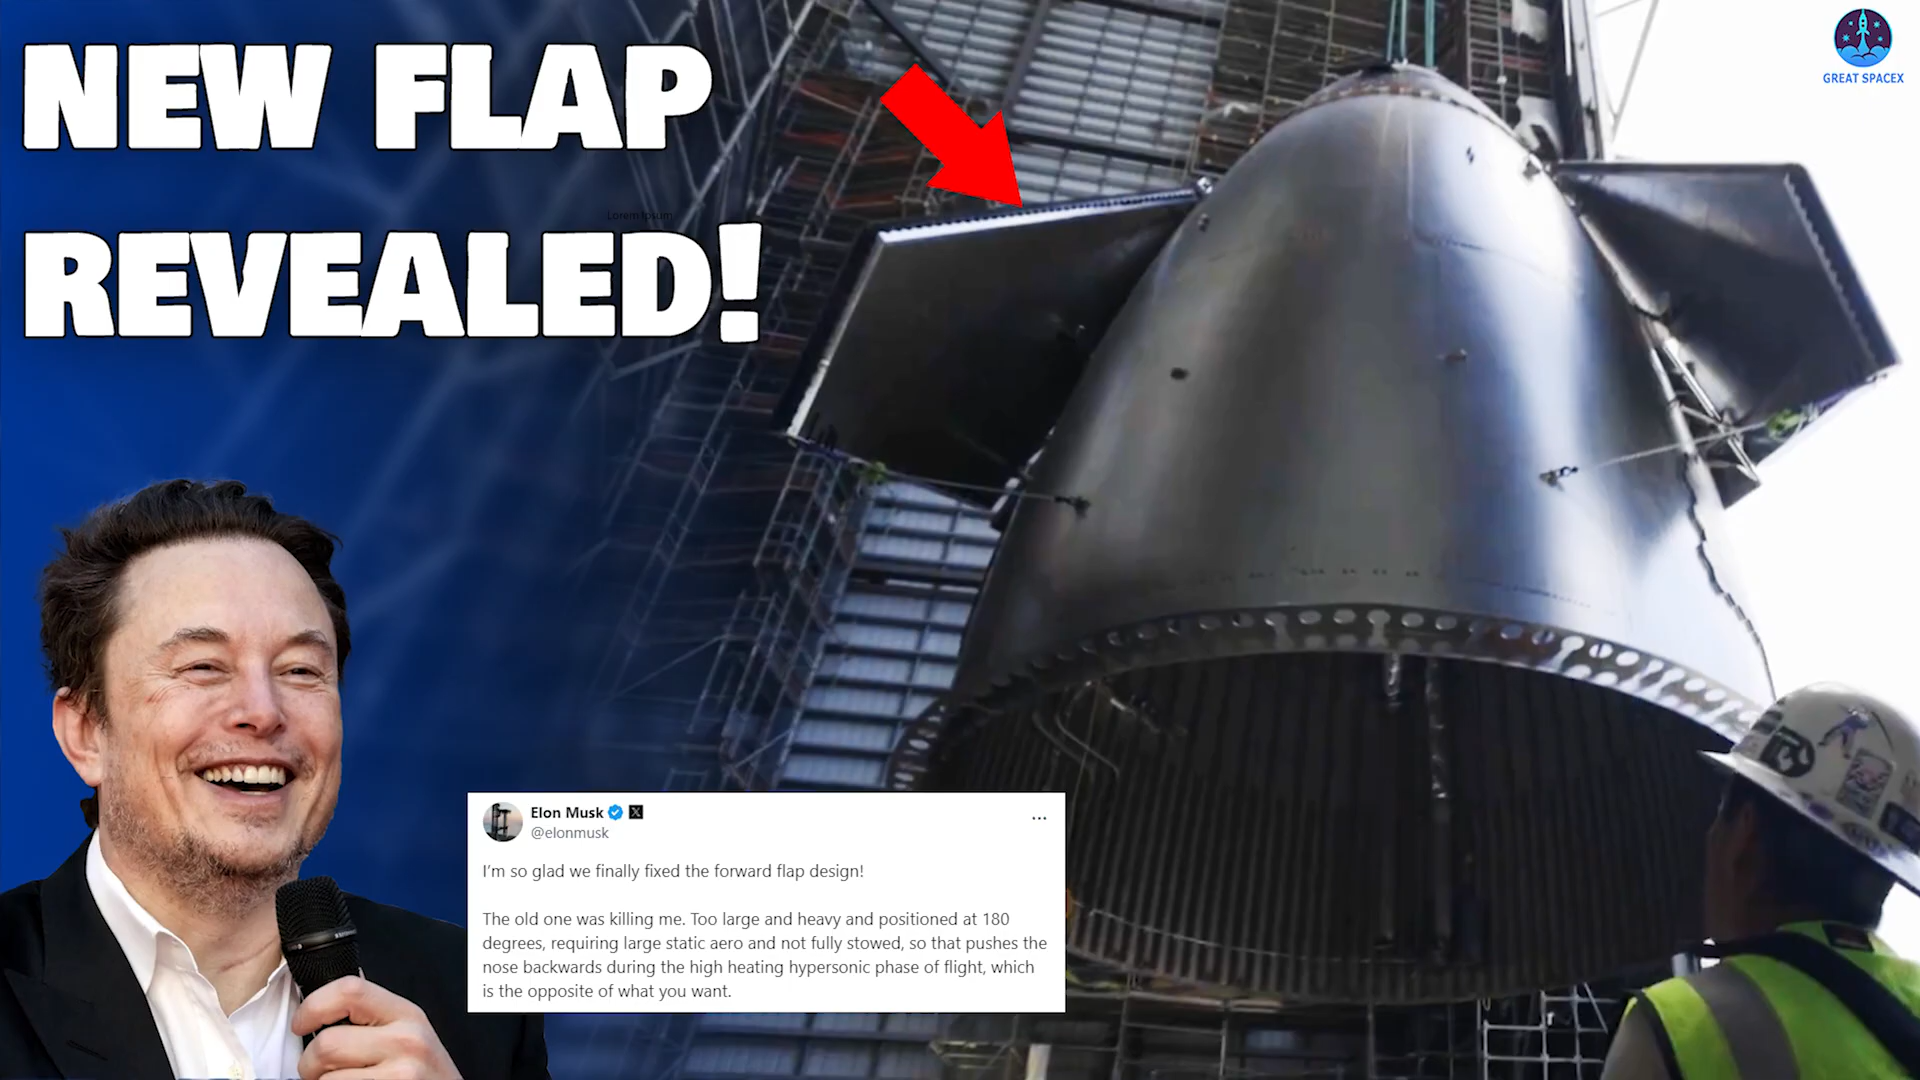 NEW FLAP
REVEALED!
Lorem Ipsum
GREAT SPACEX
Elon Musk
@elonmusk
I'm so glad we finally fixed the forward flap design!
The old one was killing me. Too large and heavy and positioned at 180
degrees, requiring large static aero and not fully stowed, so that pushes the
nose backwards during the high heating hypersonic phase of flight, which
is the opposite of what you want.